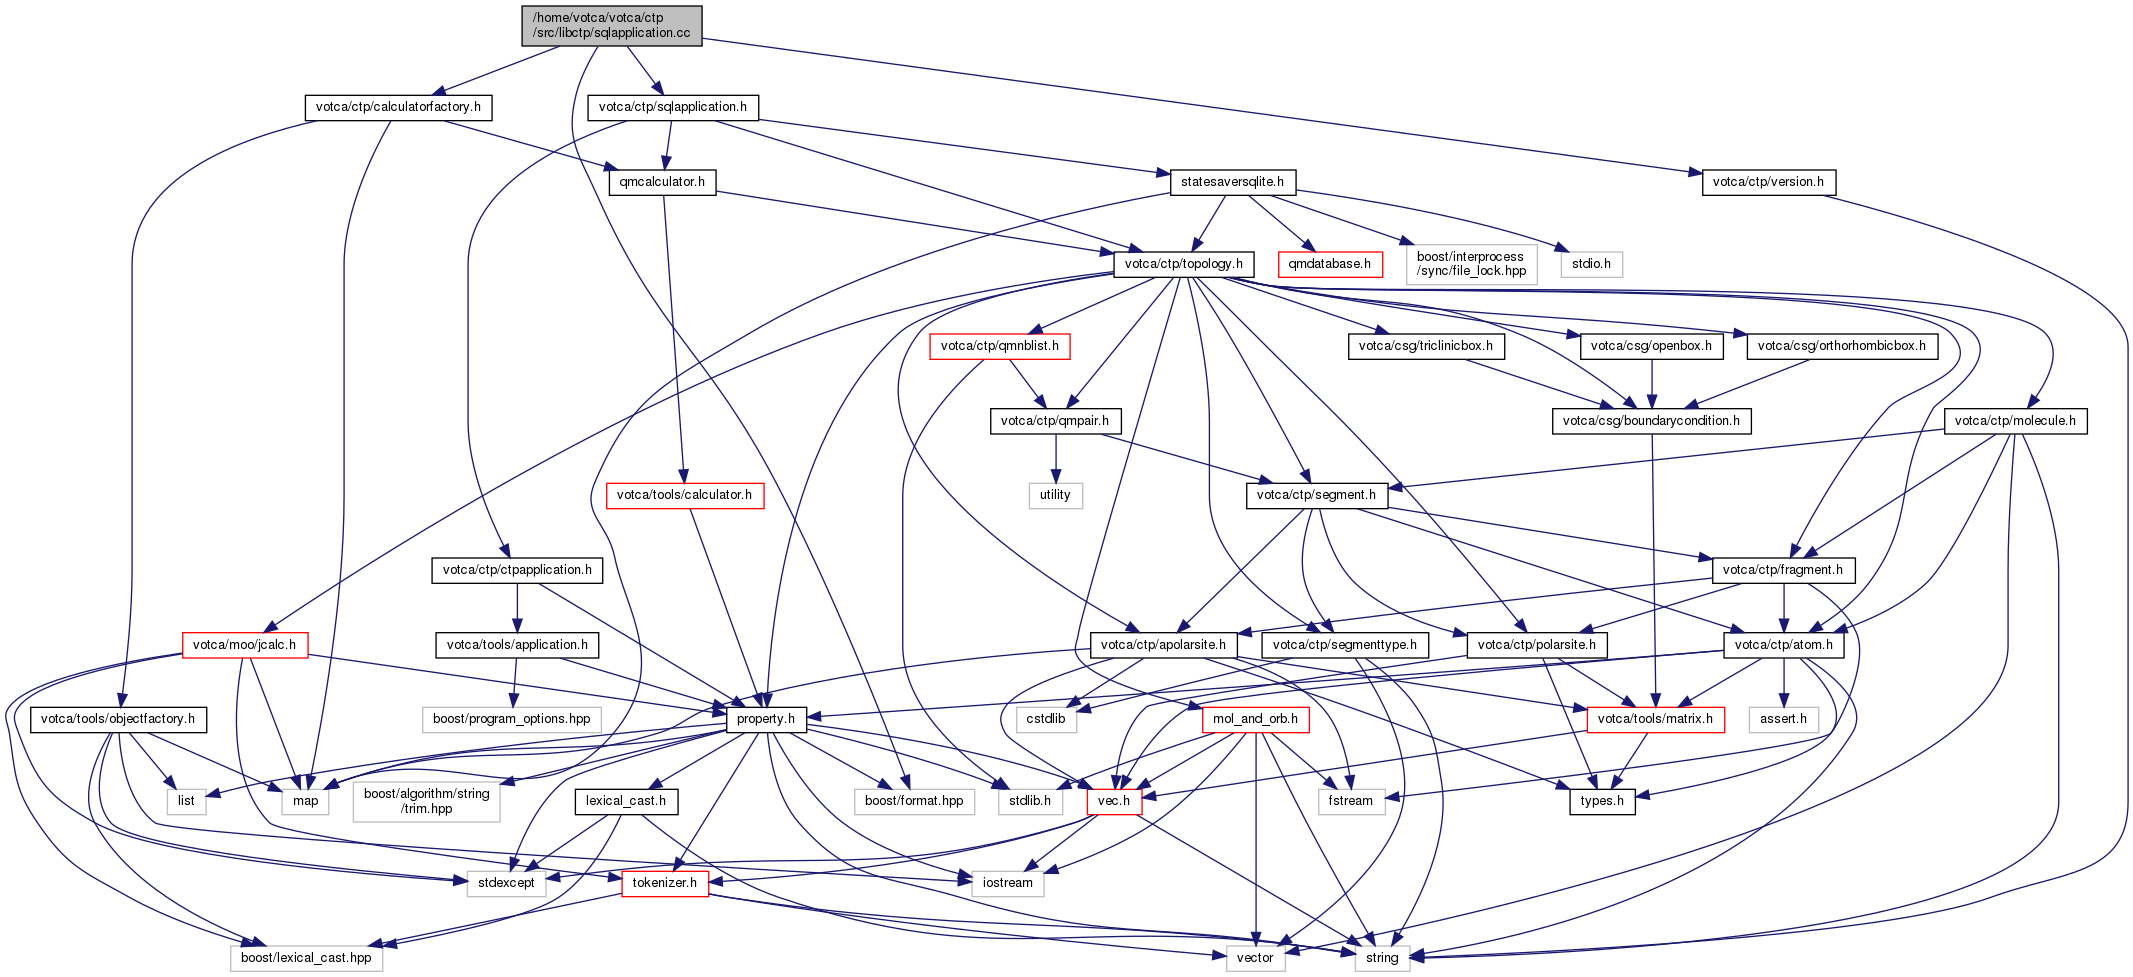 /home/votca/votca/ctp
/src/libctp/sqlapplication.cc
votca/ctp/calculatorfactory.h
votca/ctp/sqlapplication.h
qmcalculator.h
statesaversqlite.h
votca/ctp/version.h
votca/ctp/topology.h
qmdatabase.h
boost/interprocess
/sync/file_lock.hpp
stdio.h
votca/ctp/qmnblist.h
votca/csg/triclinicbox.h
votca/csg/openbox.h
votca/csg/orthorhombicbox.h
votca/ctp/qmpair.h
votca/csg/boundarycondition.h
votca/ctp/molecule.h
votca/tools/calculator.h
utility
votca/ctp/segment.h
votca/ctp/ctpapplication.h
votca/ctp/fragment.h
votca/moo/jcalc.h
votca/tools/application.h
votca/ctp/apolarsite.h
votca/ctp/segmenttype.h
votca/ctp/polarsite.h
votca/ctp/atom.h
votca/tools/objectfactory.h
boost/program_options.hpp
property.h
cstdlib
mol_and_orb.h
votca/tools/matrix.h
assert.h
list
map
boost/algorithm/string
/trim.hpp
lexical_cast.h
boost/format.hpp
stdlib.h
vec.h
fstream
types.h
stdexcept
tokenizer.h
iostream
boost/lexical_cast.hpp
vector
string